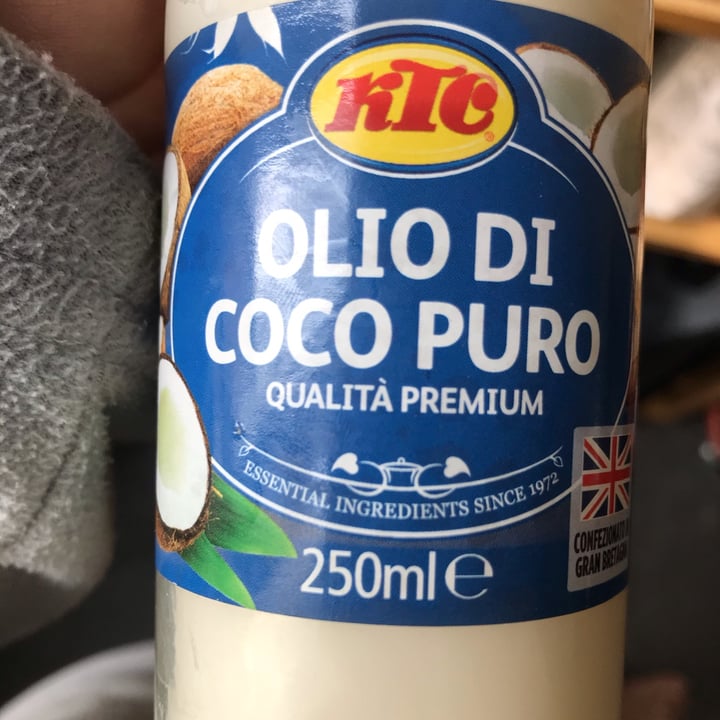 KTC
®
OLIO DI
COCO PURO
QUALITÀ PREMIUM
ESSENTIAL INGREDIENTS SINCE 1972
CONFEZIONATO
GRAN BRETAGNA
250ml ℮